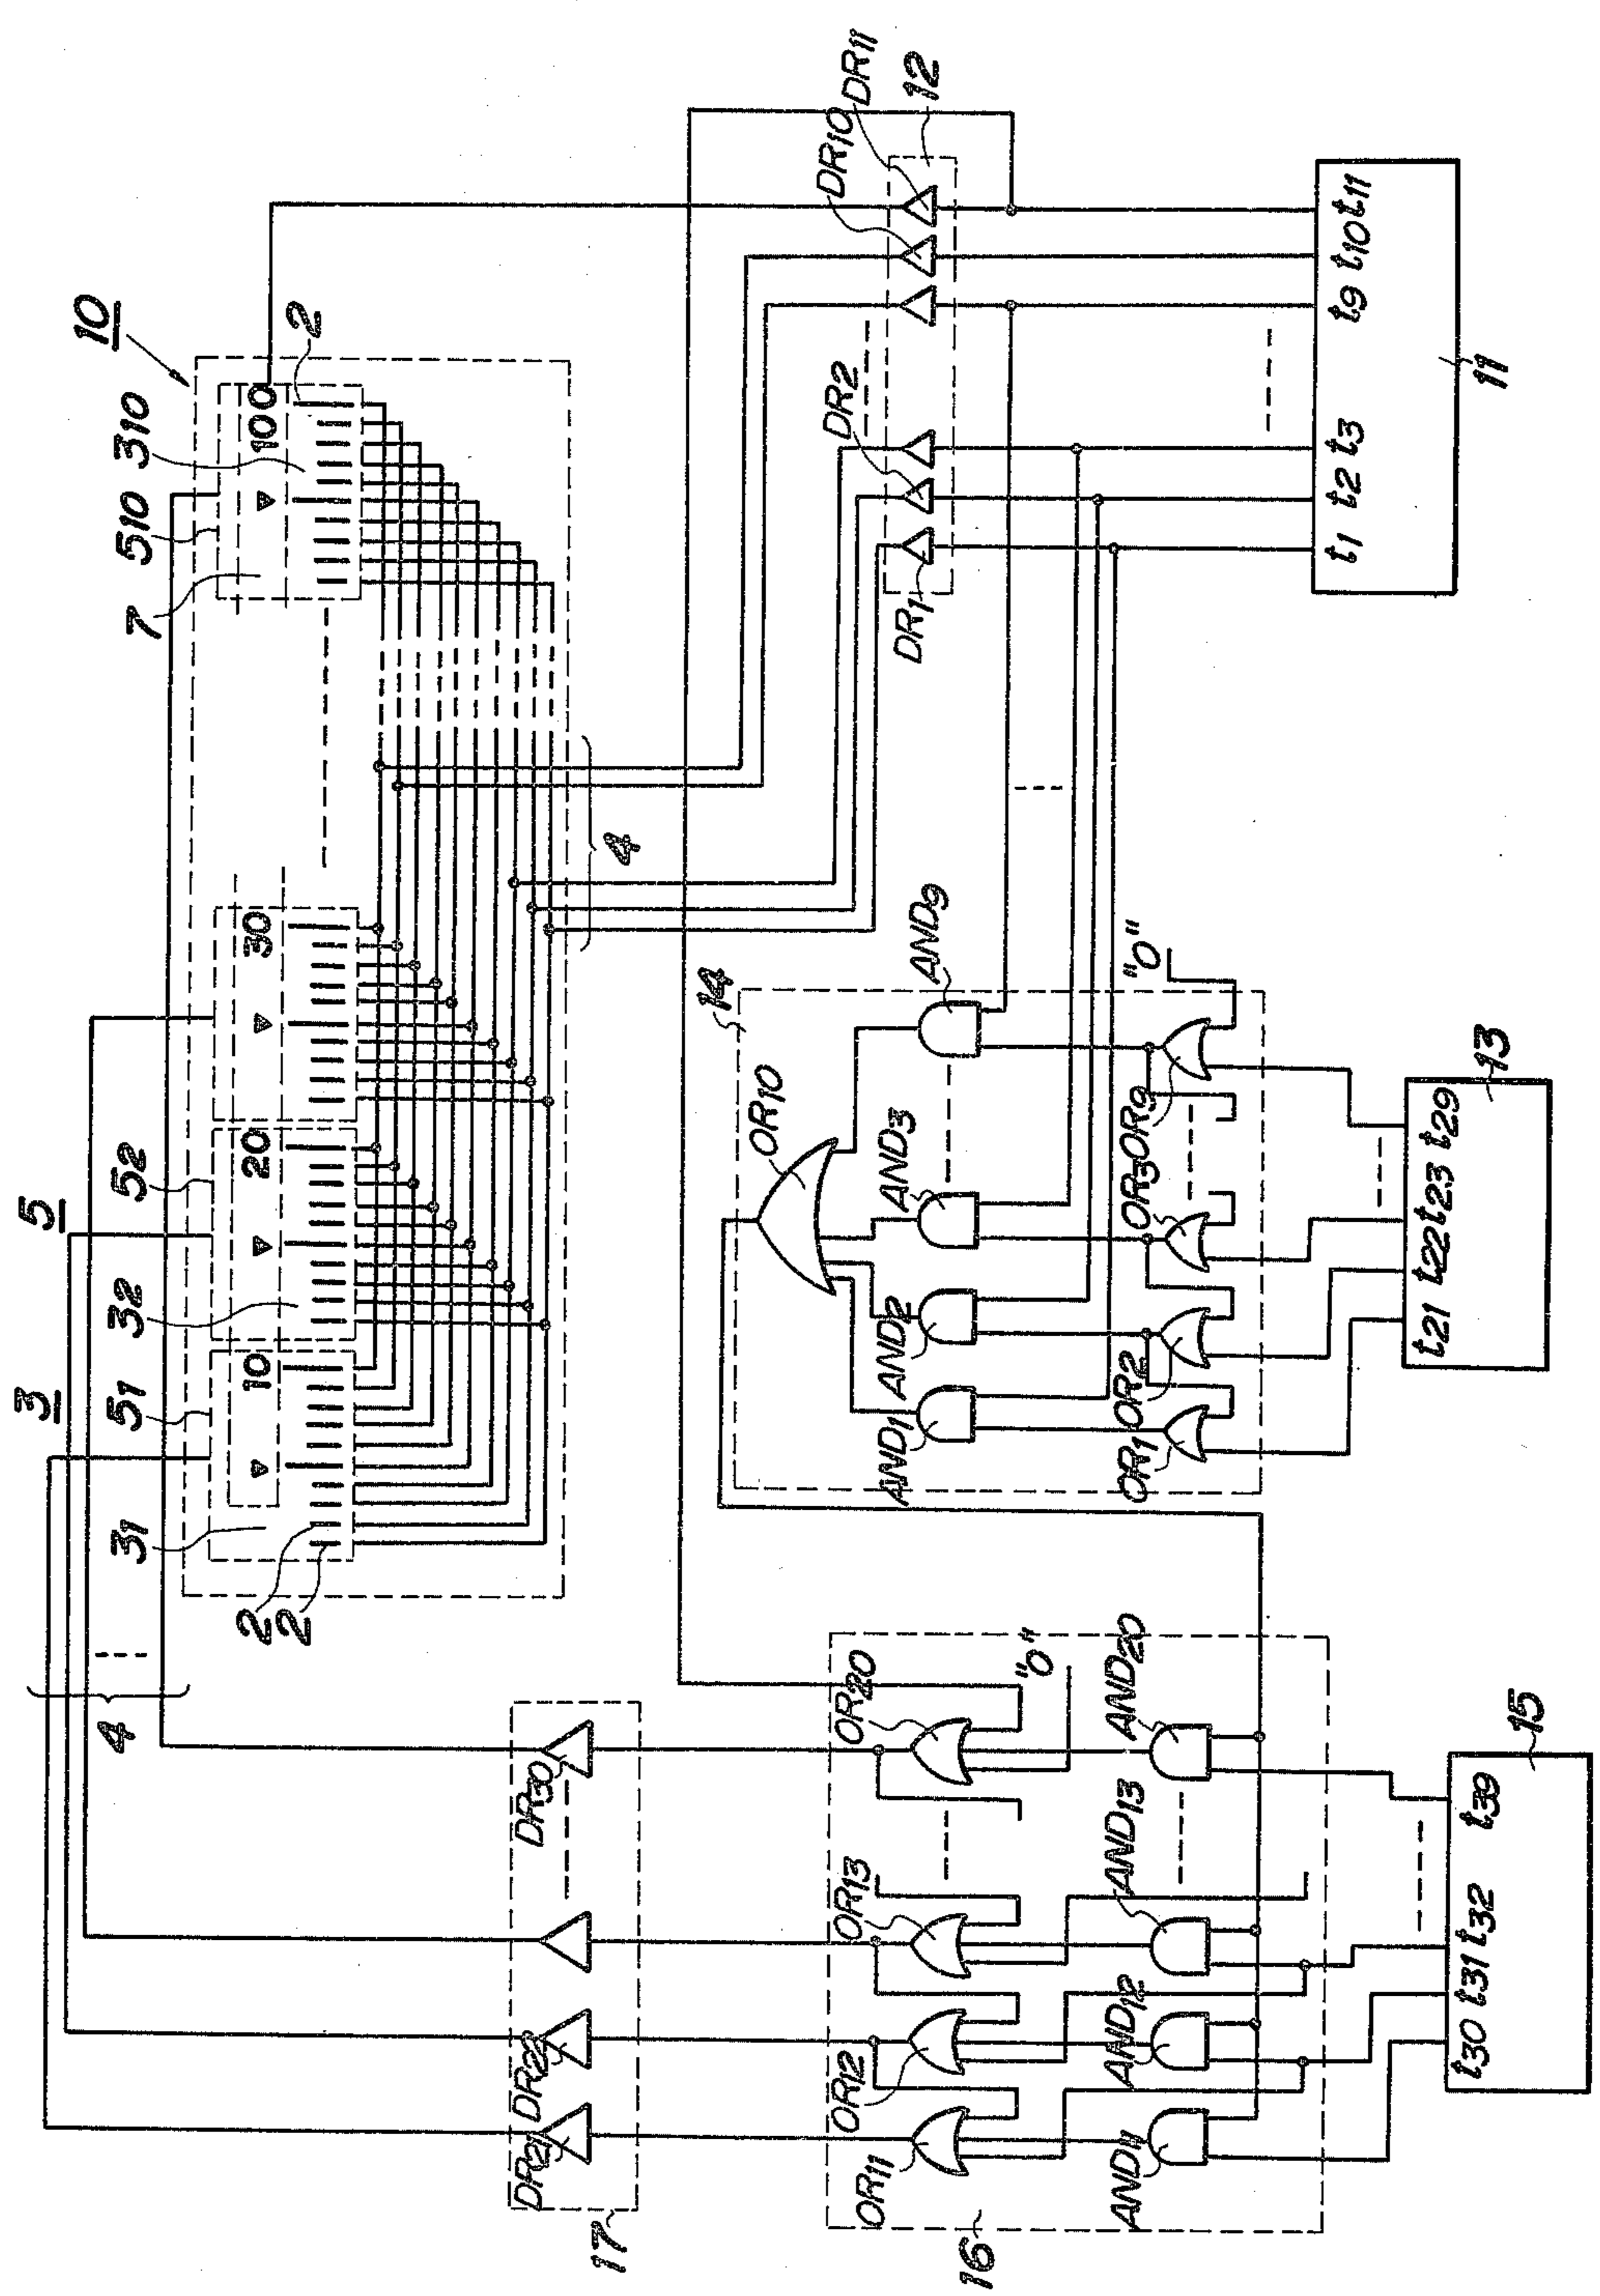 10
3
5
4
51
52
510
7
31
32
310
2
2
2
10
20
30
100
4
DR21
DR22
DR30
17
DR1
DR2
DR10
DR11
12
14
OR10
AND1
AND2
AND3
AND9
OR1
OR2
OR3
OR9
"0"
OR11
OR12
OR13
OR20
"0"
AND11
AND12
AND13
AND20
16
t30 t31 t32 t39
15
t21 t22 t23 t29
13
t1 t2 t3 t9 t10 t11
11